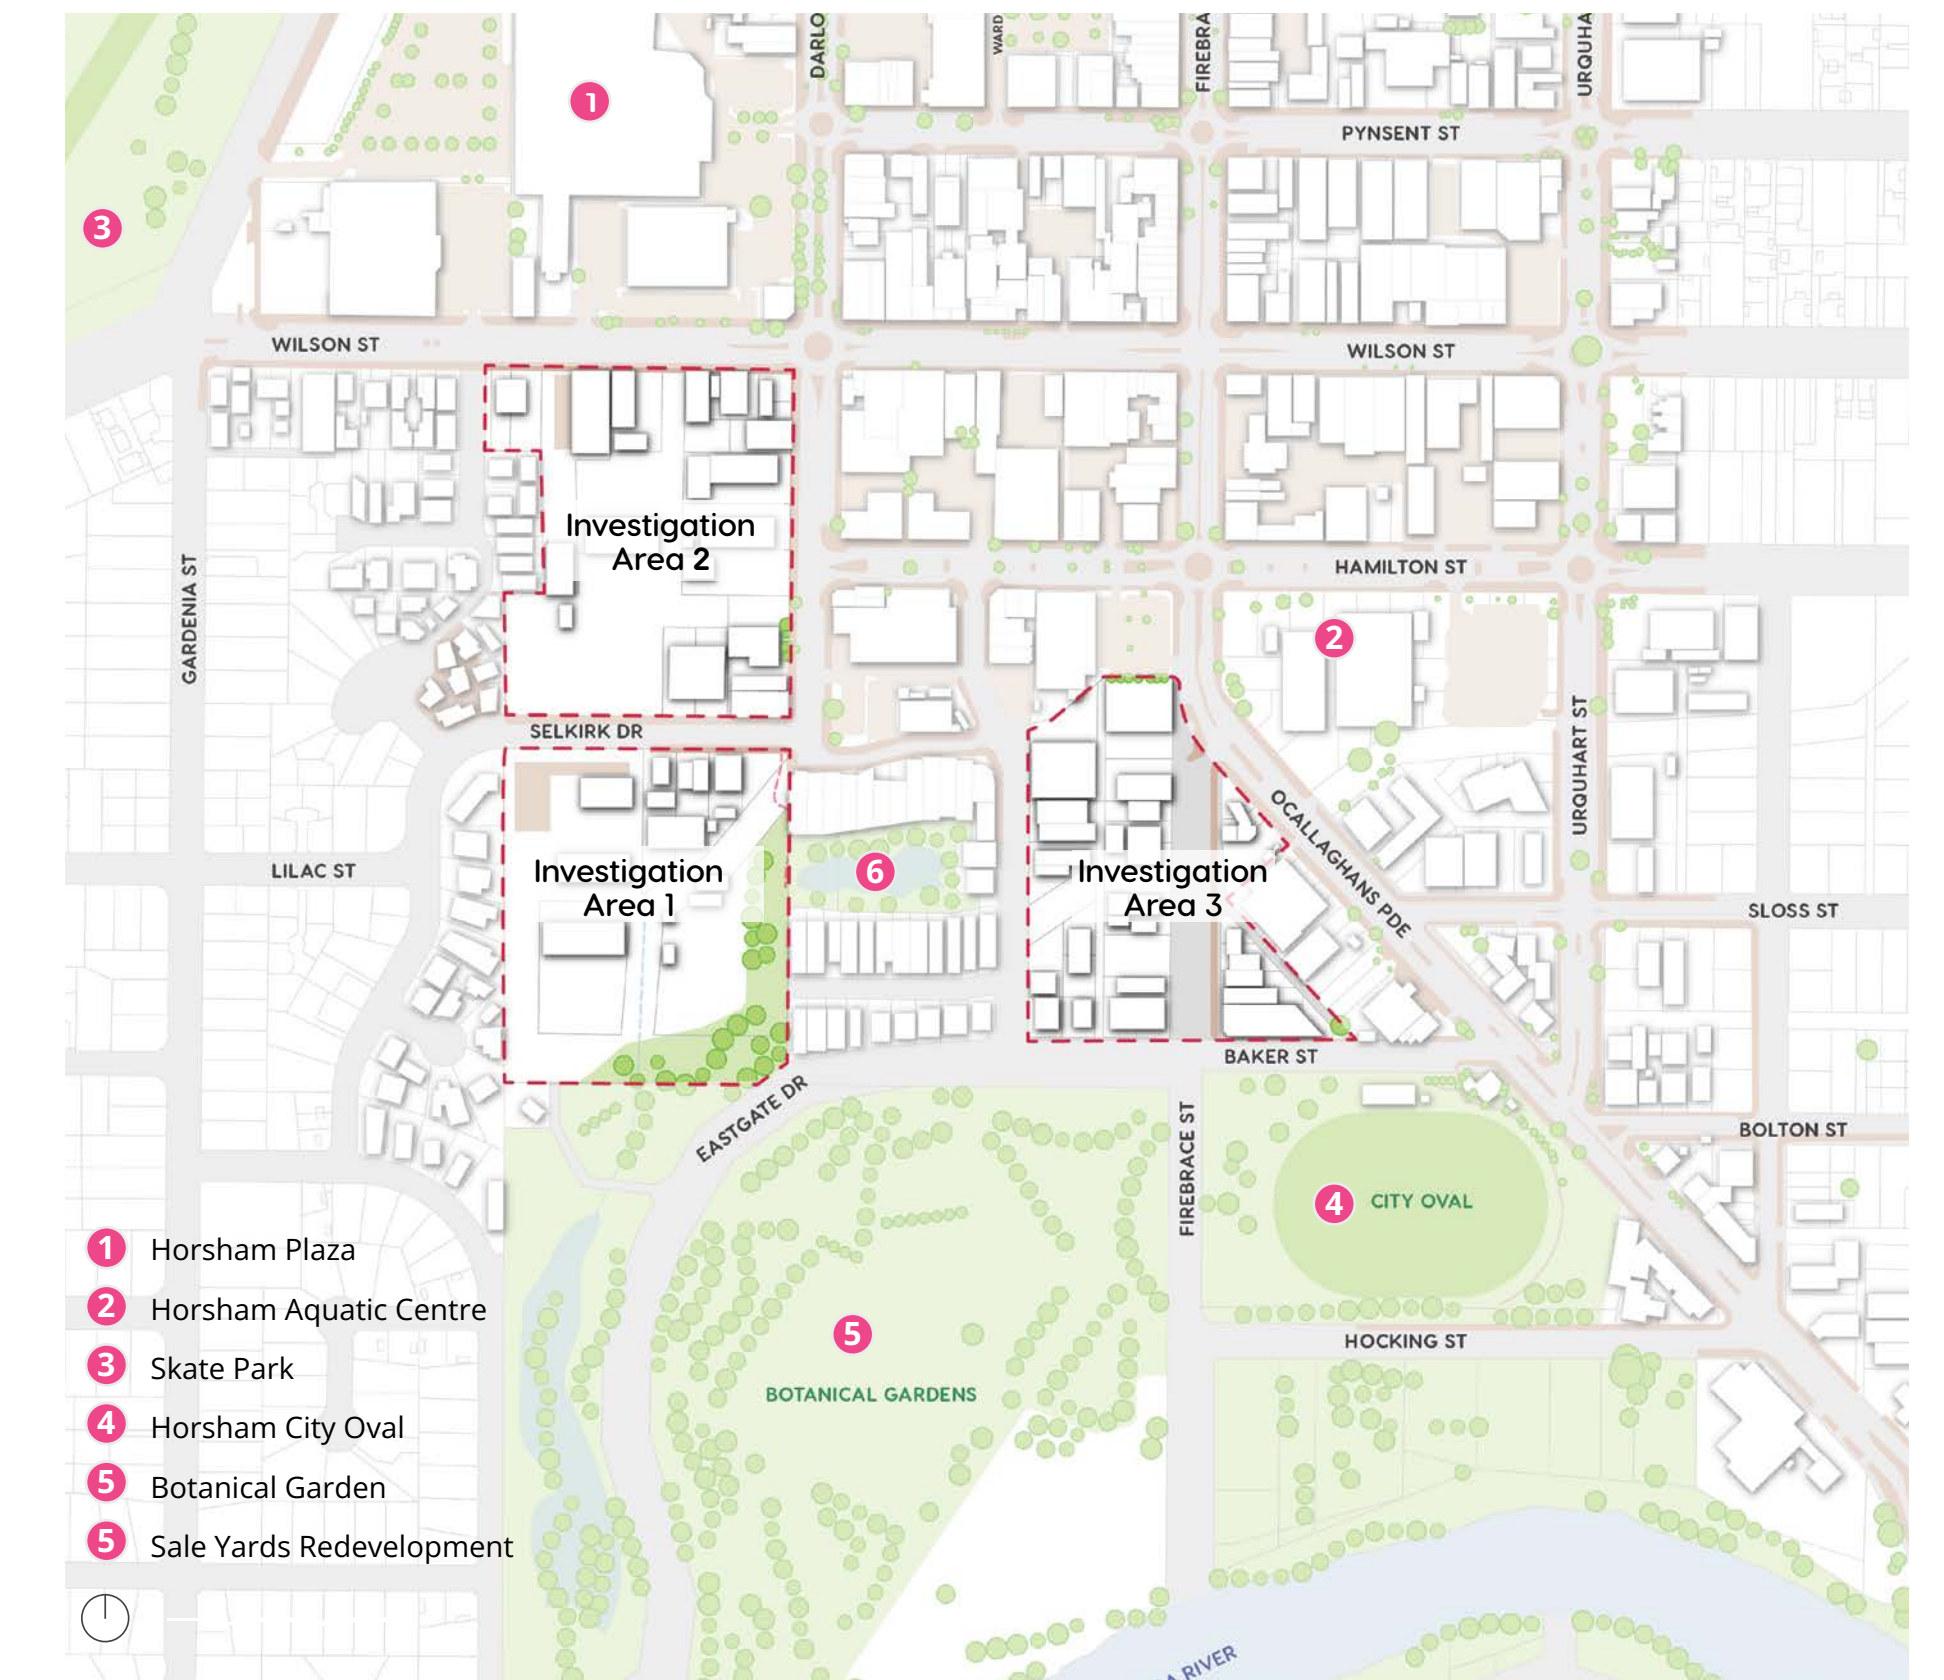 DARLO
WARD
FIREBRA
URQUHA
1
PYNSENT ST
3
WILSON ST
WILSON ST
Investigation
Area 2
HAMILTON ST
GARDENIA ST
2
SELKIRK DR
URQUHART ST
OCALLAGHANS PDE
LILAC ST
Investigation
Area 1
6
Investigation
Area 3
SLOSS ST
BAKER ST
EASTGATE DR
FIREBRACE ST
BOLTON ST
4 CITY OVAL
5
HOCKING ST
BOTANICAL GARDENS
1 Horsham Plaza
2 Horsham Aquatic Centre
3 Skate Park
4 Horsham City Oval
5 Botanical Garden
5 Sale Yards Redevelopment
A RIVER